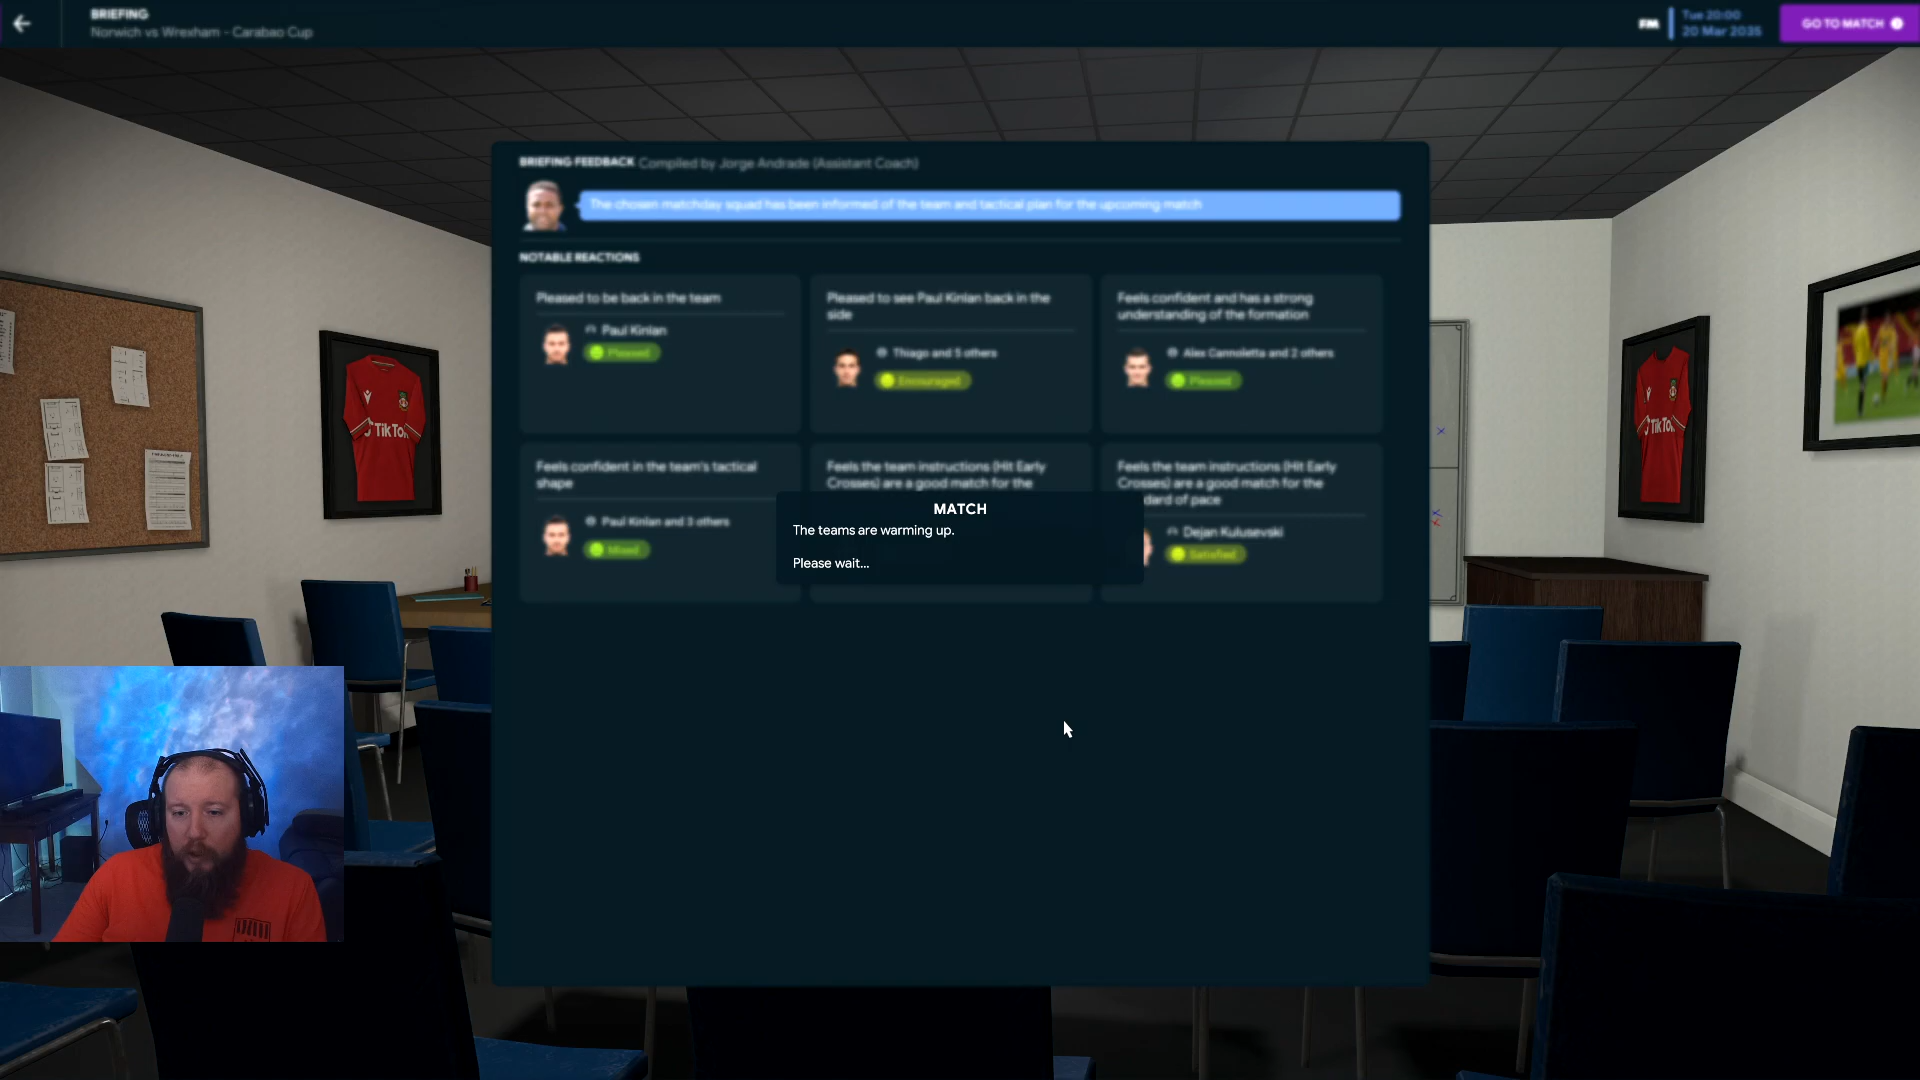 BRIEFING
Norwich vs Wrexham - Carabao Cup
FM
Tue 20:00
20 Mar 2035
GO TO MATCH
BRIEFING FEEDBACK Compiled by Jorge Andrade (Assistant Coach)
The chosen matchday squad has been informed of the team and tactical plan for the upcoming match
NOTABLE REACTIONS
Pleased to be back in the team
Paul Kinlan
Pleased
Pleased to see Paul Kinlan back in the
side
Thiago and 5 others
Encouraged
Feels confident and has a strong
understanding of the formation
Alex Cannoletta and 2 others
Pleased
Feels confident in the team's tactical
shape
Paul Kinlan and 3 others
Mixed
Feels the team instructions (Hit Early
Crosses) are a good match for the
Feels the team instructions (Hit Early
Crosses) are a good match for the
of pace
Dejan Kulusevski
Satisfied
MATCH
The teams are warming up.
Please wait...
TikTo
TikTo